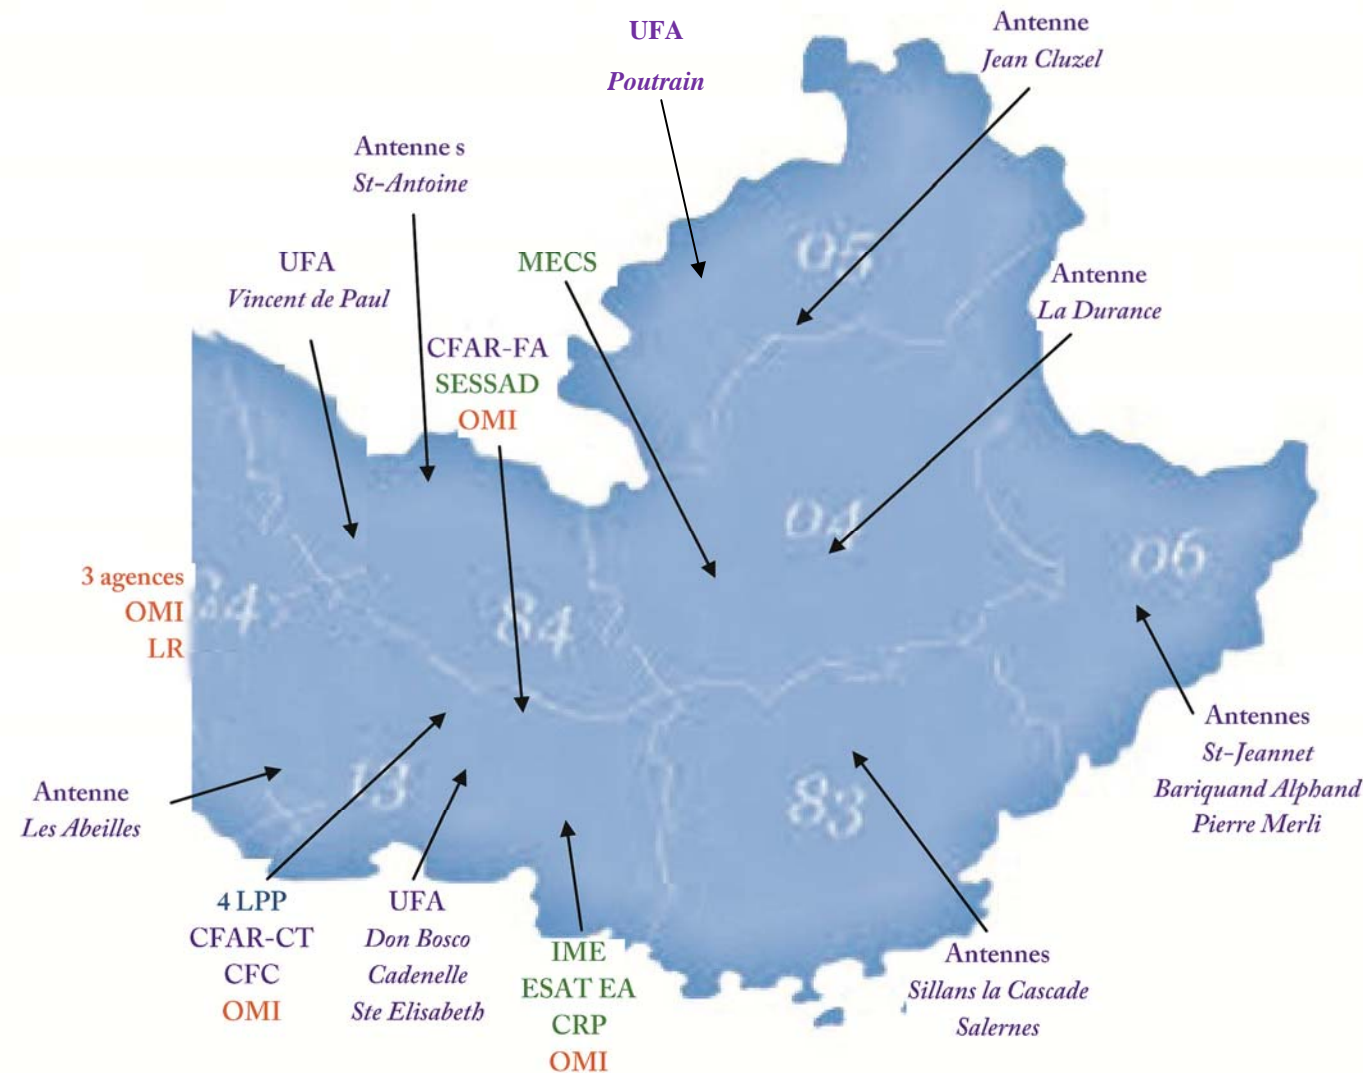 UFA
Poutrain
Antenne
Jean Cluzel
Antenne s
St-Antoine
UFA
Vincent de Paul
MECS
05
Antenne
La Durance
CFAR-FA
SESSAD
OMI
04
06
3 agences
OMI
LR
84
Antennes
St-Jeannet
Bariquand Alphand
Pierre Merli
Antenne
Les Abeilles
13
83
4 LPP
CFAR-CT
CFC
OMI
UFA
Don Bosco
Cadenelle
Ste Elisabeth
IME
ESAT EA
CRP
OMI
Antennes
Sillans la Cascade
Salernes